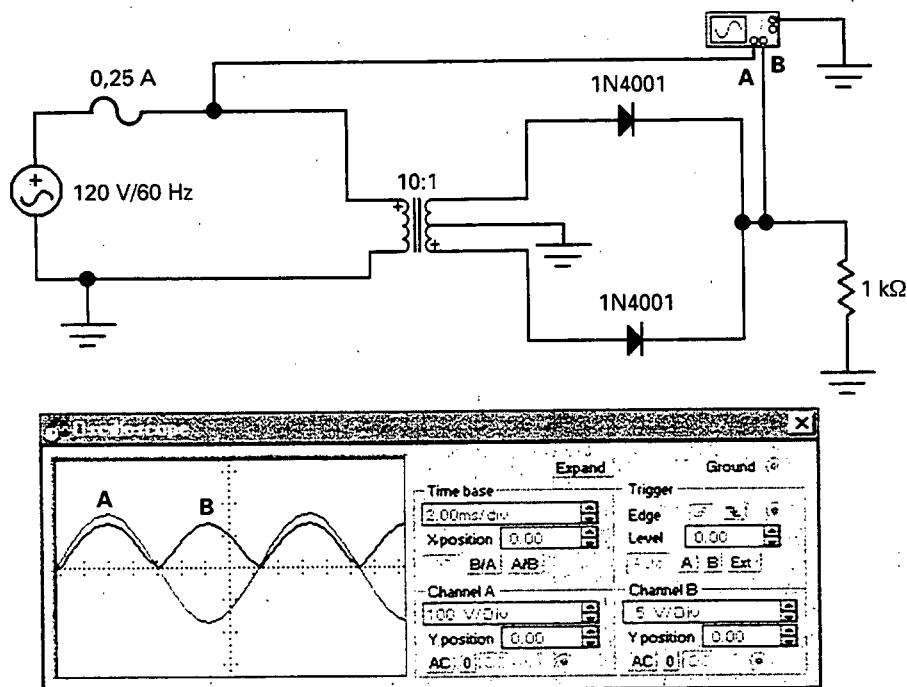 A B
0,25 A
1N4001
120 V/60 Hz
10:1
1N4001
1 kΩ
Oscilloscope
A B
Expand
Ground
Time base
2.00ms/div
X-position 0.00
B/A A/B
Trigger
Edge
Level 0.00
A B Ext
Channel A
100 V/Div
Y position 0.00
AC 0
Channel B
5 V/Div
Y position 0.00
AC 0